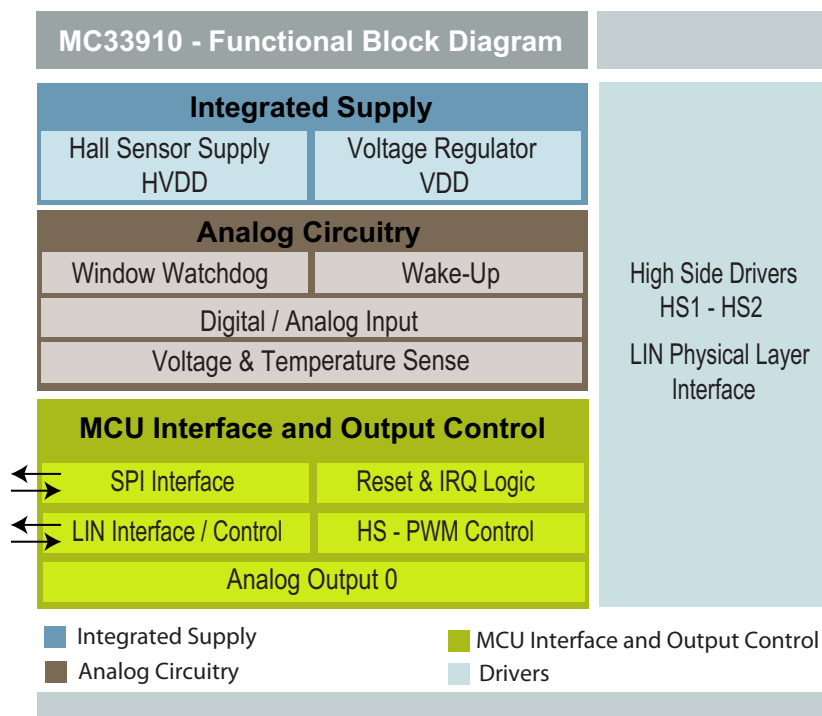 MC33910 - Functional Block Diagram
Integrated Supply
Hall Sensor Supply
HVDD
Voltage Regulator
VDD
Analog Circuitry
Window Watchdog
Wake-Up
Digital / Analog Input
Voltage & Temperature Sense
MCU Interface and Output Control
SPI Interface
Reset & IRQ Logic
LIN Interface / Control
HS - PWM Control
Analog Output 0
High Side Drivers
HS1 - HS2
LIN Physical Layer
Interface
Integrated Supply
Analog Circuitry
MCU Interface and Output Control
Drivers